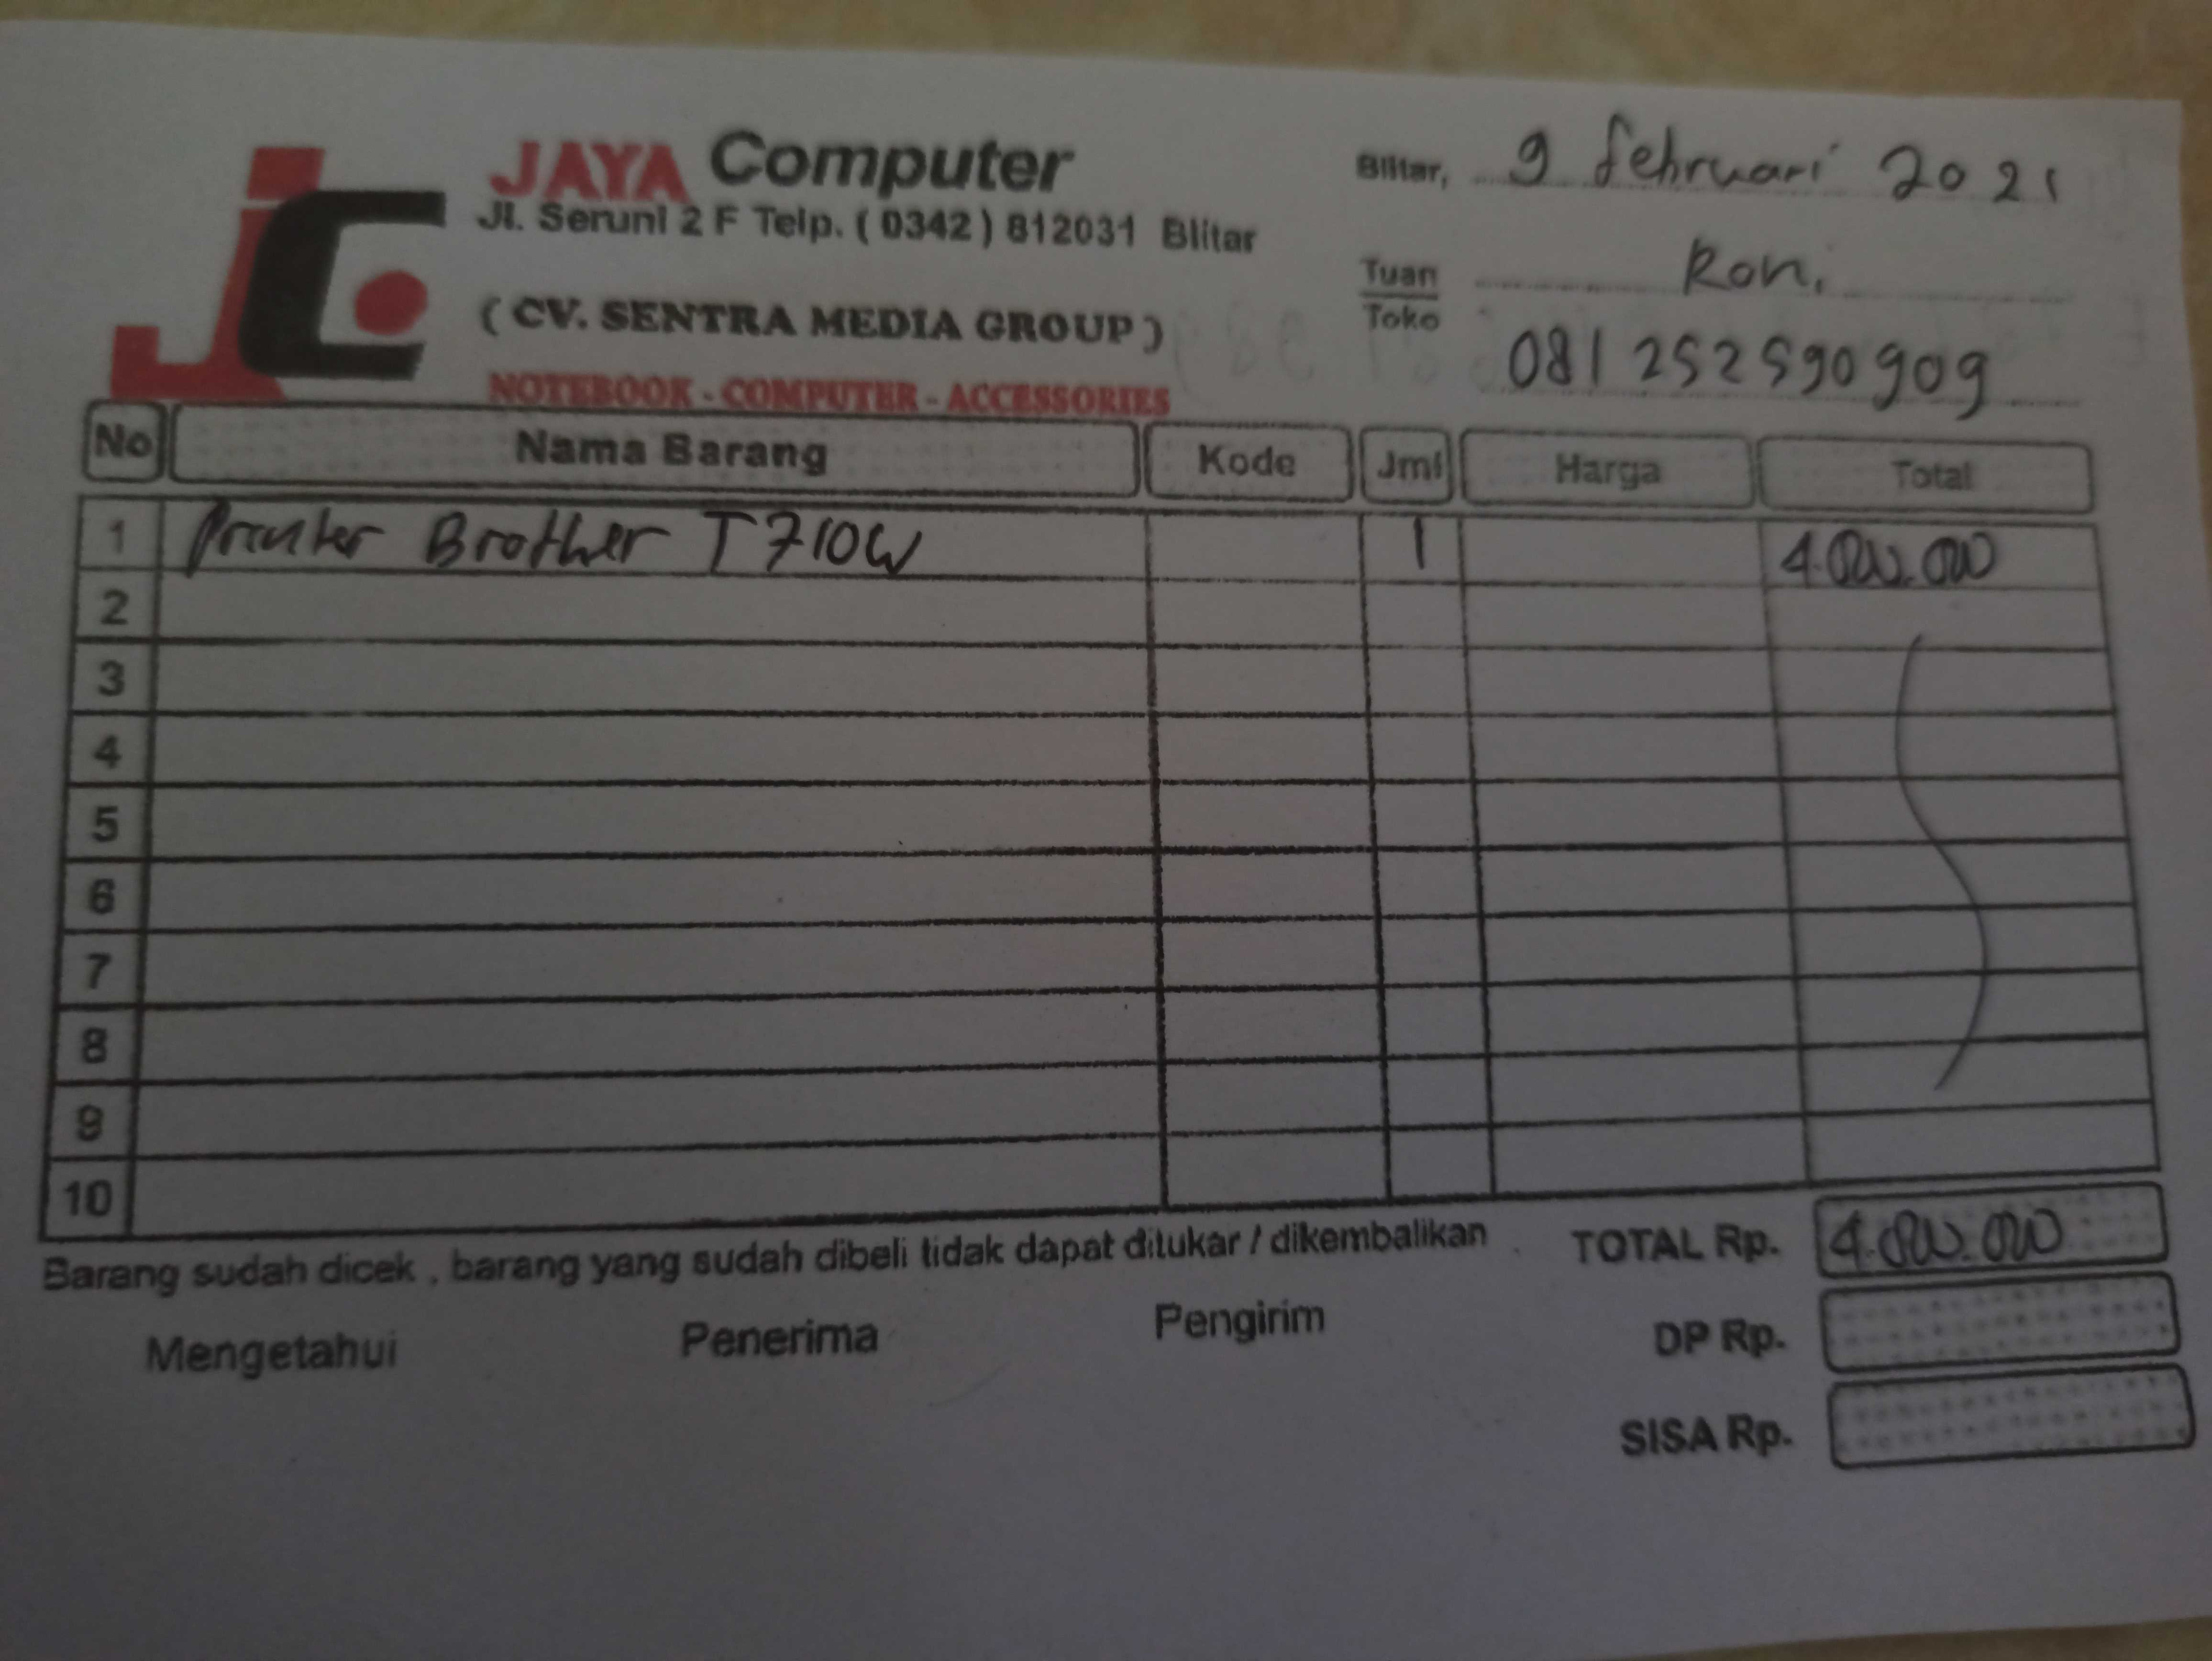 JAYA Computer
Jl. Seruni 2 F Telp. ( 0342 ) 812031 Blitar
( CV. SENTRA MEDIA GROUP )
NOTEBOOK - COMPUTER - ACCESSORIES
Blitar, 9 februari 2021
Tuan Roni
Toko
081252590909
No Nama Barang Kode Jml Harga Total
1 Printer Brother T710W 1 4.000.000
2
3
4
5
6
7
8
9
10
Barang sudah dicek , barang yang sudah dibeli tidak dapat ditukar / dikembalikan
TOTAL Rp. 4.000.000
Mengetahui Penerima Pengirim
DP Rp.
SISA Rp.